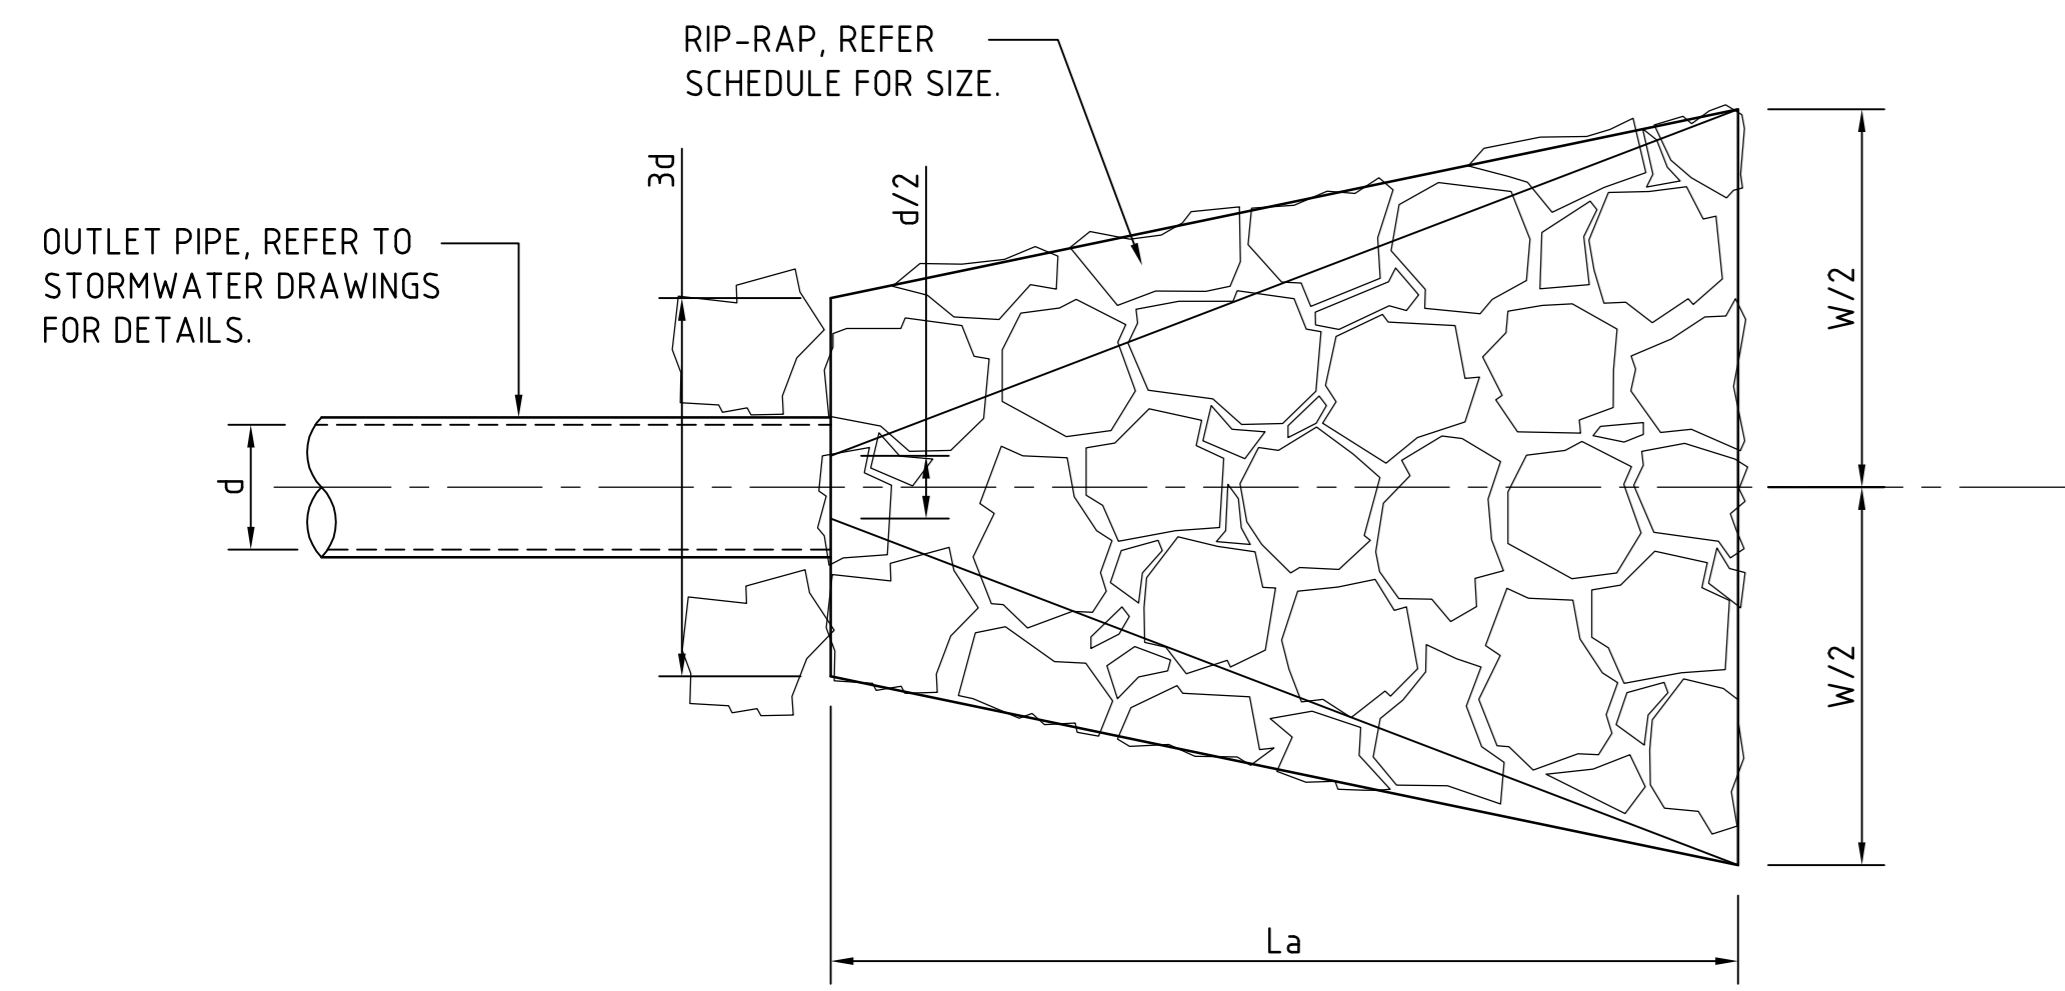 RIP-RAP, REFER
SCHEDULE FOR SIZE.
3d
d/2
OUTLET PIPE, REFER TO
STORMWATER DRAWINGS
FOR DETAILS.
W/2
d
W/2
La